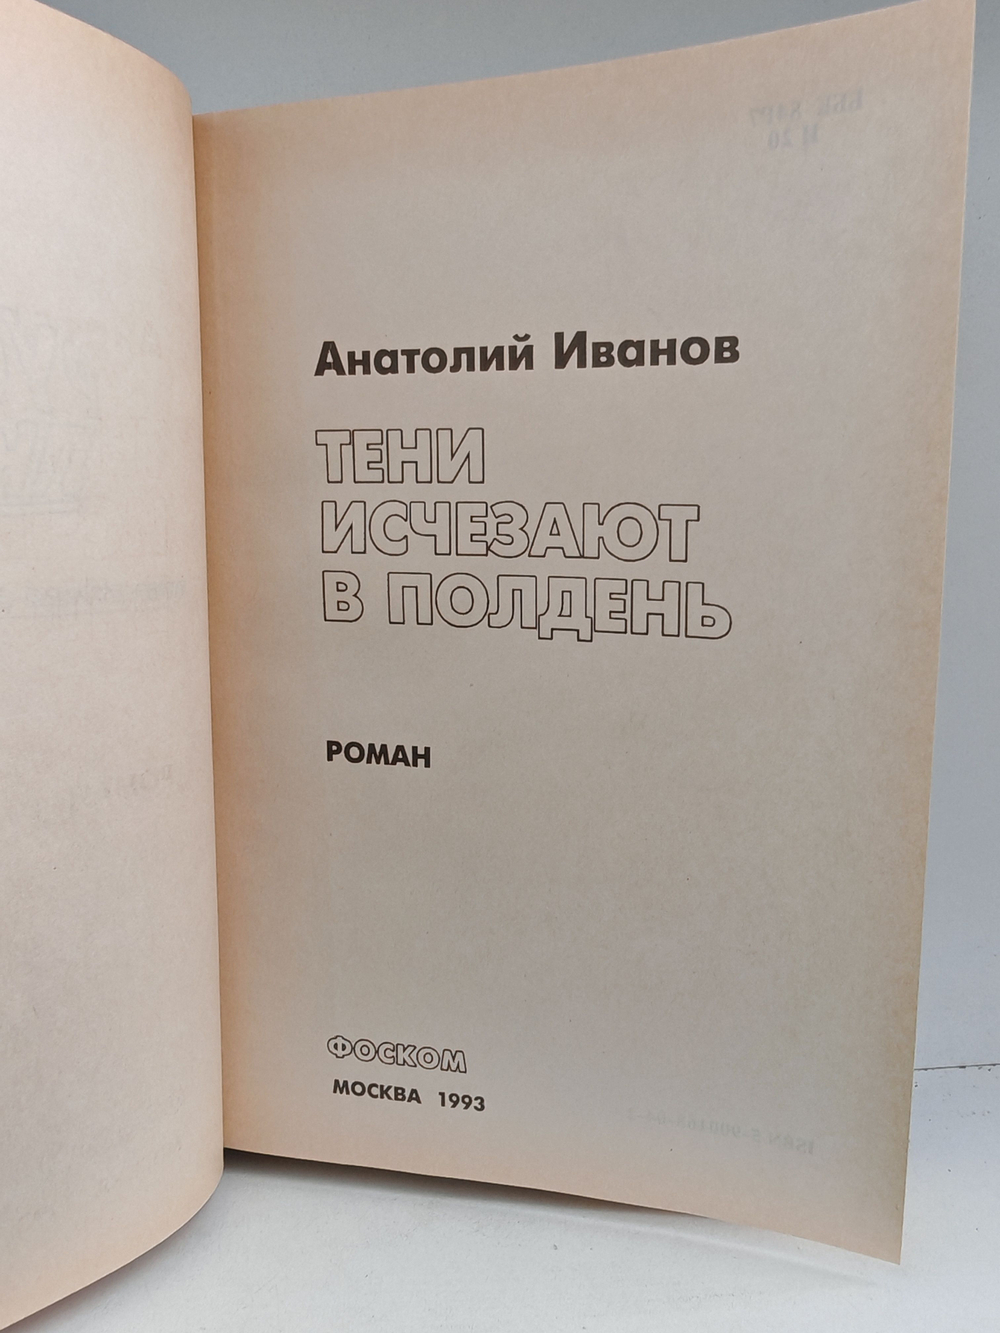 Анатолий Иванов
ТЕНИ
ИСЧЕЗАЮТ
В ПОЛДЕНЬ
РОМАН
ФОСКОМ
МОСКВА 1993